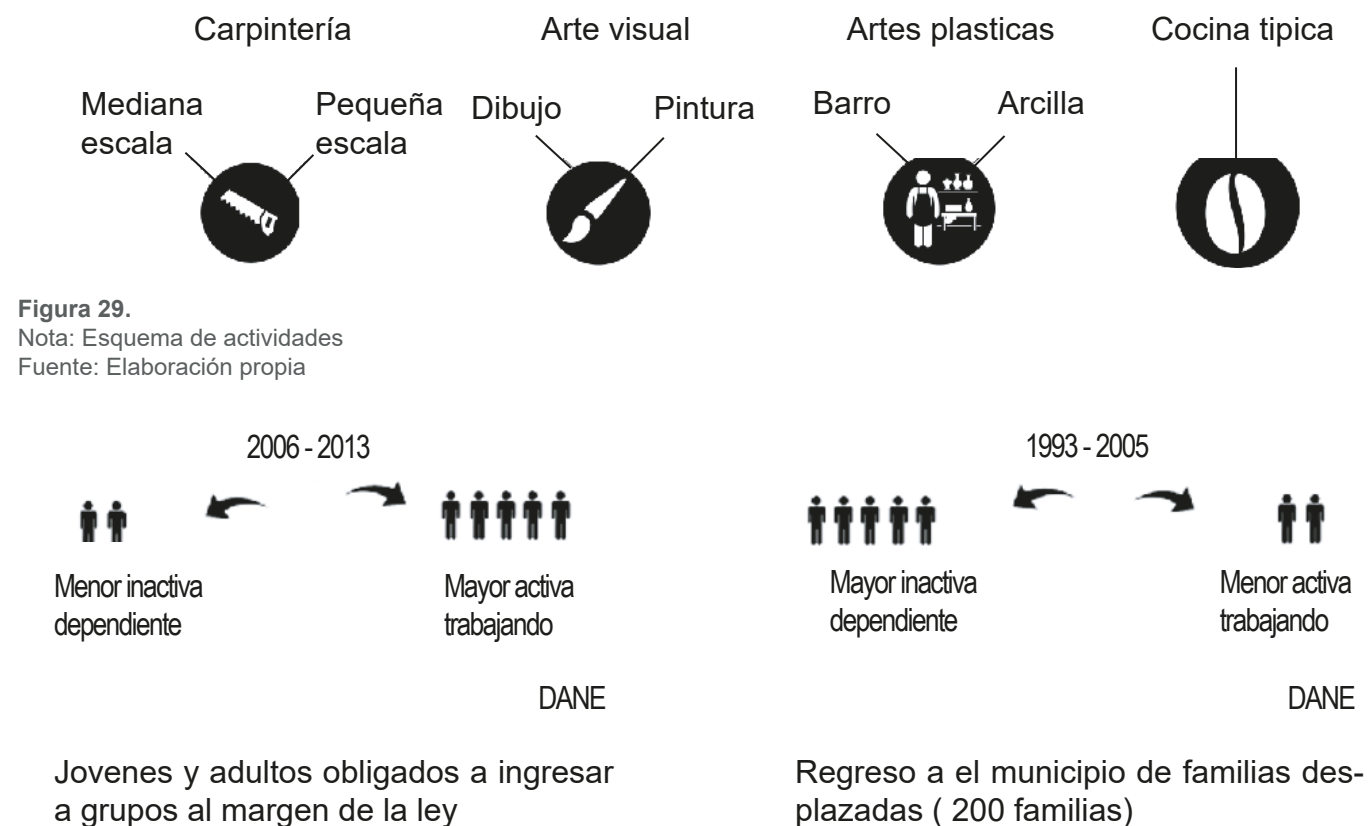 Carpintería
Arte visual
Artes plasticas
Cocina tipica
Mediana
escala
Pequeña
escala
Dibujo
Pintura
Barro
Arcilla
Figura 29.
Nota: Esquema de actividades
Fuente: Elaboración propia
2006 - 2013
Menor inactiva
dependiente
Mayor activa
trabajando
DANE
Jovenes y adultos obligados a ingresar
a grupos al margen de la ley
1993 - 2005
Mayor inactiva
dependiente
Menor activa
trabajando
DANE
Regreso a el municipio de familias des-
plazadas ( 200 familias)